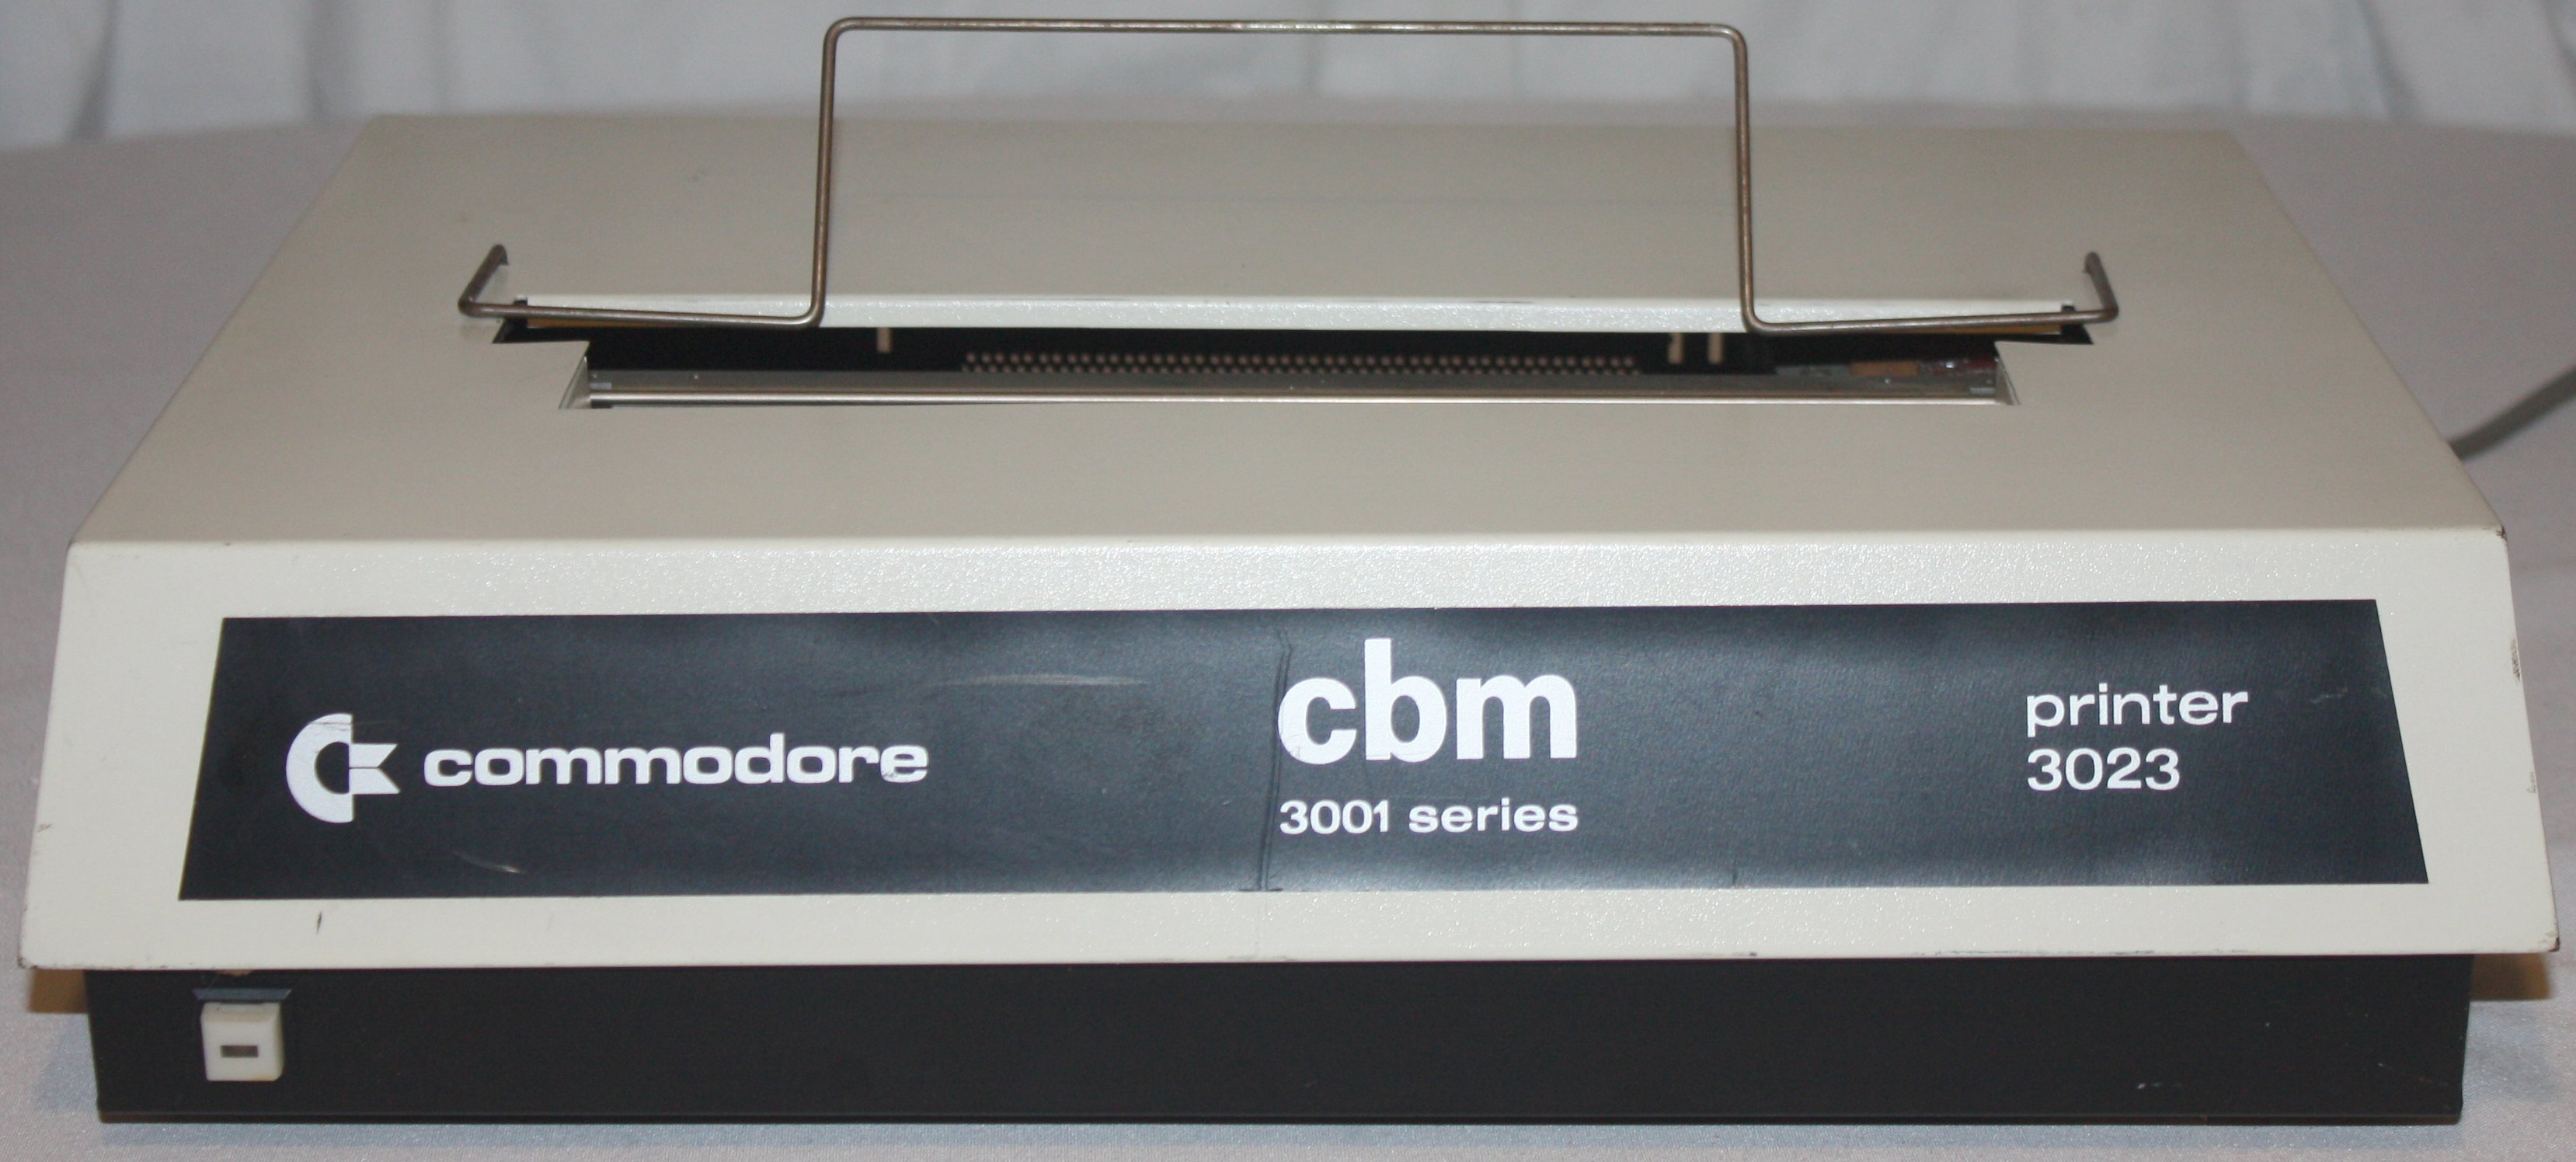 commodore
cbm
3001 series
printer
3023